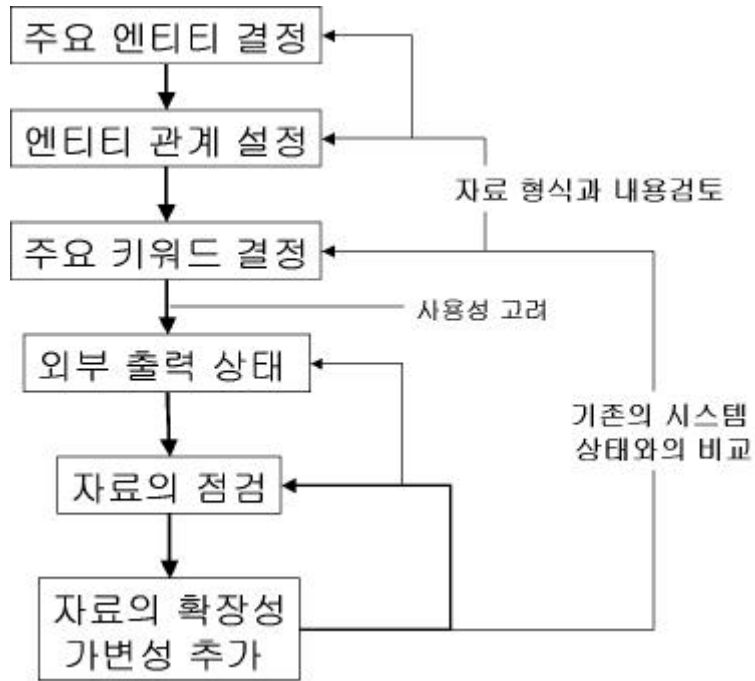 주요 엔티티 결정
엔티티 관계 설정
자료 형식과 내용검토
주요 키워드 결정
사용성 고려
외부 출력 상태
기존의 시스템
상태와의 비교
자료의 점검
자료의 확장성
가변성 추가